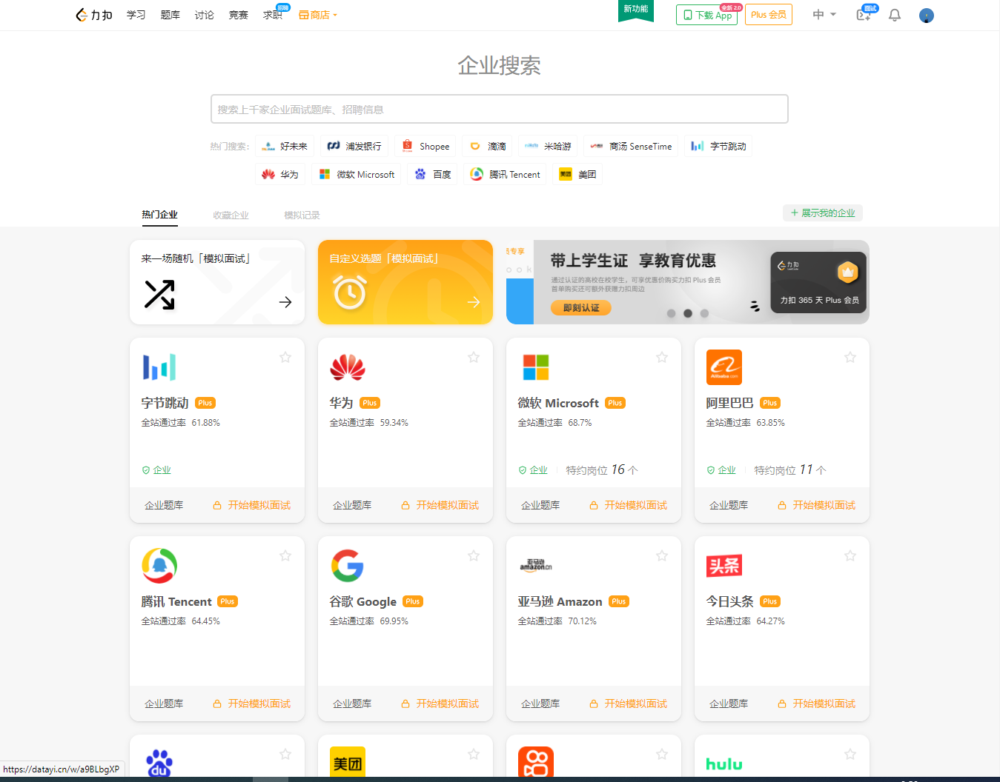 力扣 学习 题库 讨论 竞赛 求职 招聘 商店 新功能 下载 App 全新 2.0 Plus 会员 中 面试
企业搜索
搜索上千家企业面试题库、招聘信息
热门搜索: 好未来 浦发银行 Shopee 滴滴 米哈游 商汤 SenseTime 字节跳动
华为 微软 Microsoft 百度 腾讯 Tencent 美团 美团
热门企业 收藏企业 模拟记录 + 展示我的企业
来一场随机「模拟面试」
自定义选题「模拟面试」
员专享
o o k
带上学生证 享教育优惠
通过认证的高校在校学生，可享优惠价购买力扣 Plus 会员
首单购买还可额外获赠力扣周边
即刻认证
力扣
力扣 365 天 Plus 会员
Alibaba.com
字节跳动 Plus 华为 Plus 微软 Microsoft Plus 阿里巴巴 Plus
全站通过率 61.88% 全站通过率 59.34% 全站通过率 68.7% 全站通过率 63.85%
企业 企业 特约岗位 16 个 企业 特约岗位 11 个
企业题库 开始模拟面试 企业题库 开始模拟面试 企业题库 开始模拟面试 企业题库 开始模拟面试
亚马逊
amazon.cn
头条
腾讯 Tencent Plus 谷歌 Google Plus 亚马逊 Amazon Plus 今日头条 Plus
全站通过率 64.45% 全站通过率 69.95% 全站通过率 70.12% 全站通过率 64.27%
企业题库 开始模拟面试 企业题库 开始模拟面试 企业题库 开始模拟面试 企业题库 开始模拟面试
du 美团 hulu
https://datayi.cn/w/a9BLbgXP